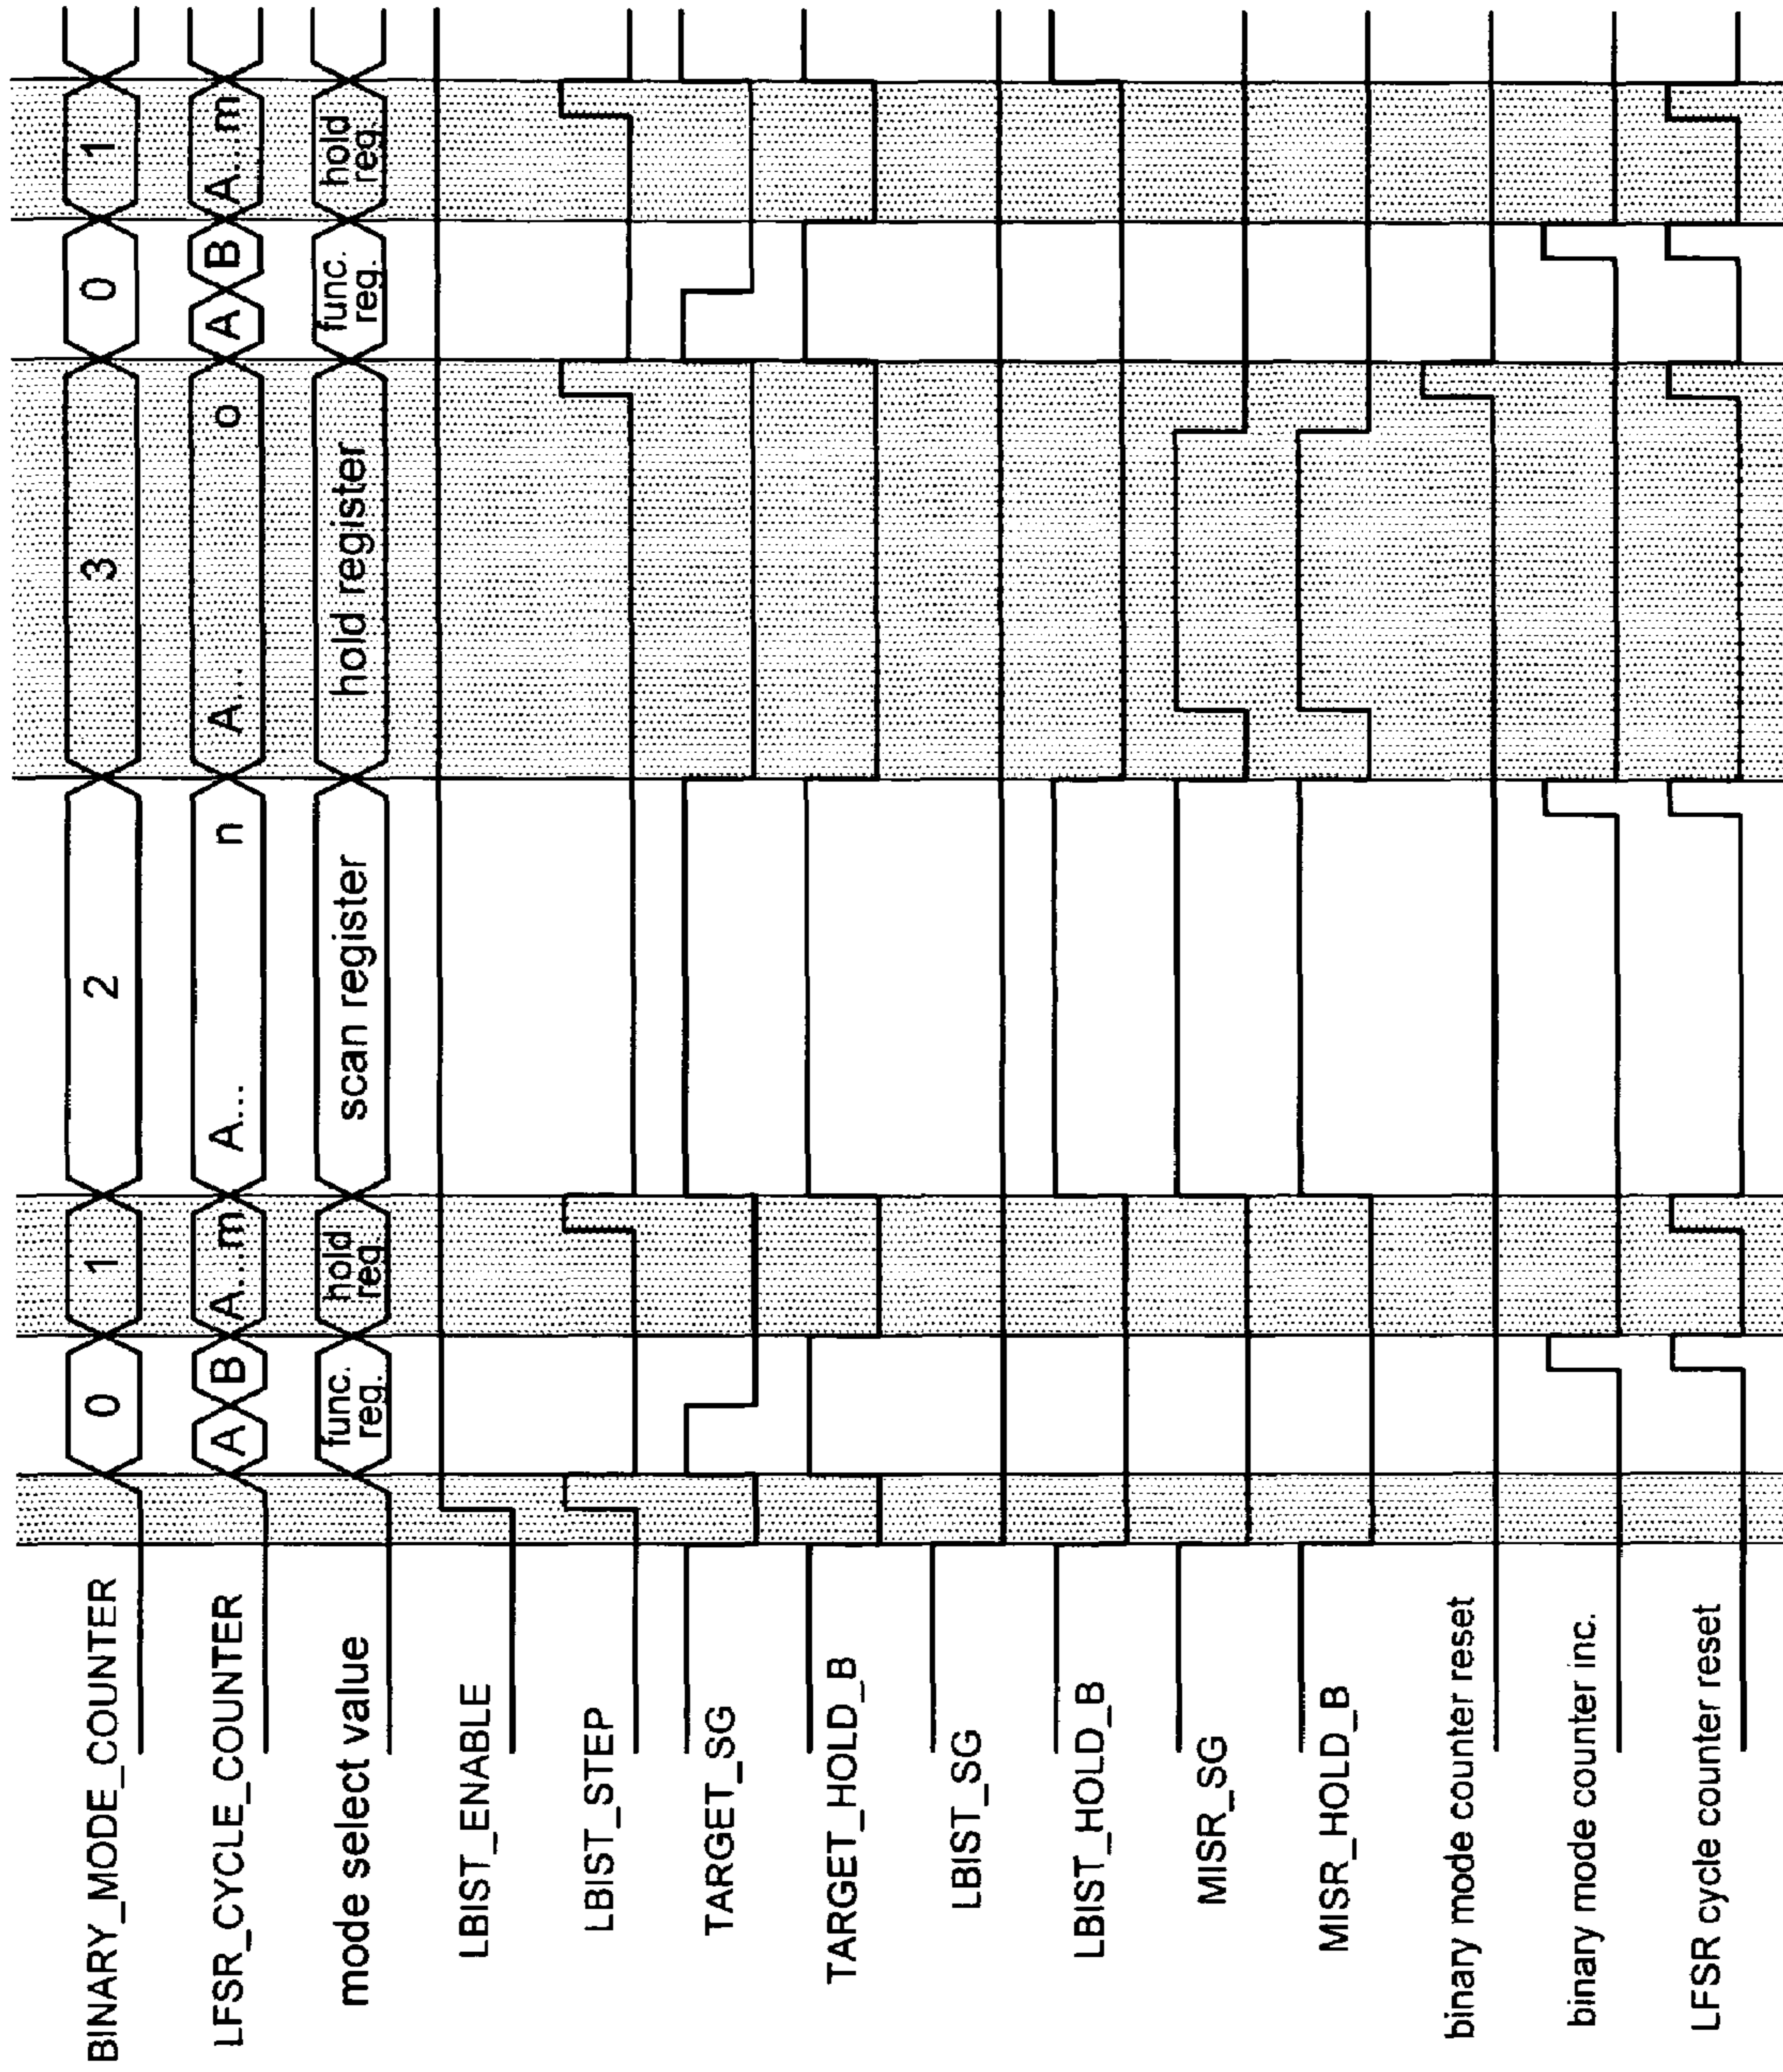 BINARY_MODE_COUNTER
0
1
2
3
0
1
LFSR_CYCLE_COUNTER
A
B
A...m
A...
n
A...
o
A
B
A...m
mode select value
func.
reg.
hold
reg.
scan register
hold register
func.
reg.
hold
reg.
LBIST_ENABLE
LBIST_STEP
TARGET_SG
TARGET_HOLD_B
LBIST_SG
LBIST_HOLD_B
MISR_SG
MISR_HOLD_B
binary mode counter reset
binary mode counter inc.
LFSR cycle counter reset